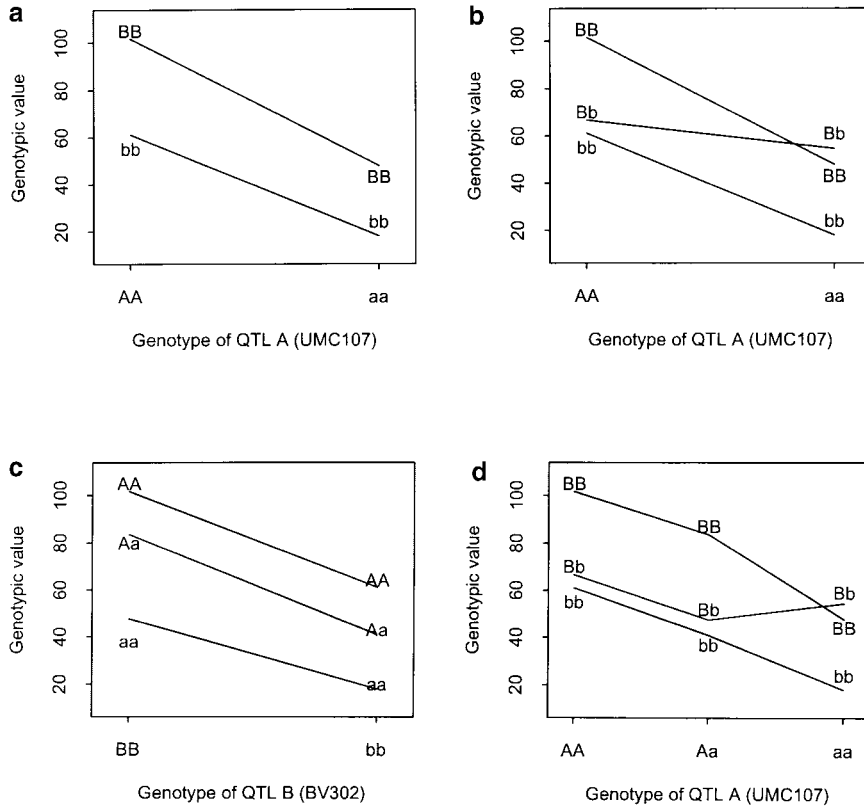 a
Genotypic value
100
80
60
40
20
BB
bb
BB
bb
AA
aa
Genotype of QTL A (UMC107)
b
Genotypic value
100
80
60
40
20
BB
Bb
bb
Bb
BB
bb
AA
aa
Genotype of QTL A (UMC107)
c
Genotypic value
100
80
60
40
20
AA
Aa
aa
AA
Aa
aa
BB
bb
Genotype of QTL B (BV302)
d
Genotypic value
100
80
60
40
20
BB
Bb
bb
BB
Bb
bb
Bb
BB
bb
AA
Aa
aa
Genotype of QTL A (UMC107)